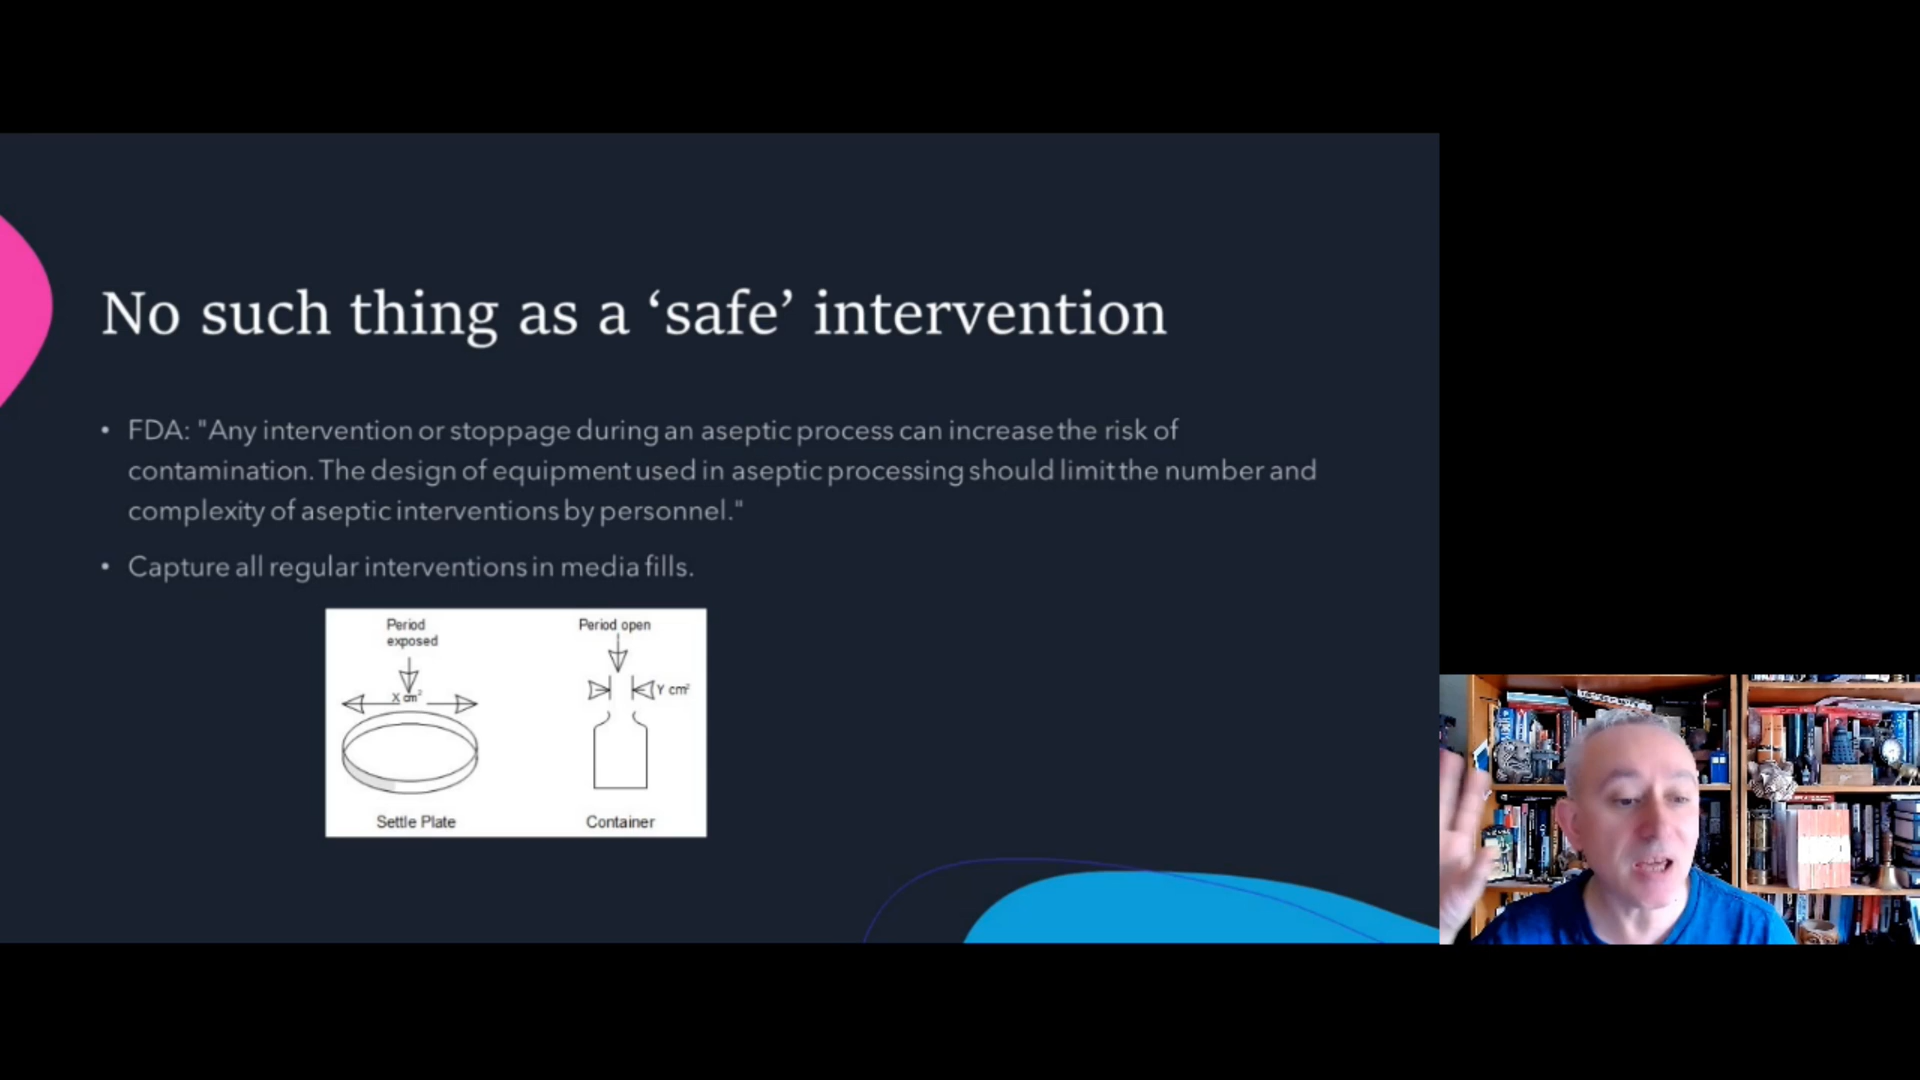 No such thing as a ‘safe’ intervention
• FDA: "Any intervention or stoppage during an aseptic process can increase the risk of
contamination. The design of equipment used in aseptic processing should limit the number and
complexity of aseptic interventions by personnel."
• Capture all regular interventions in media fills.
Period
exposed
X cm²
Settle Plate
Period open
Y cm²
Container